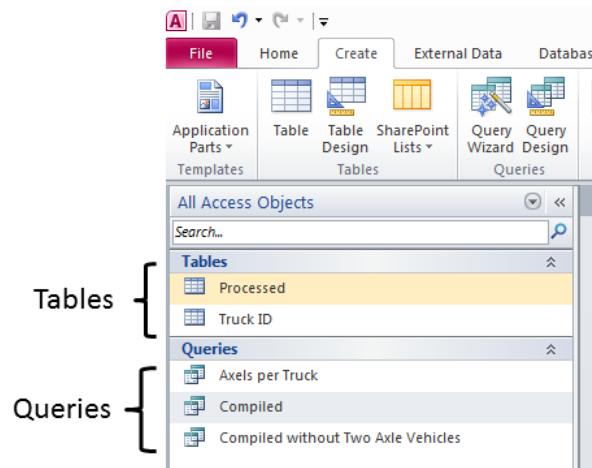 A
File Home Create External Data Databas
Application Parts Table Table Design SharePoint Lists Query Wizard Query Design
Templates Tables Queries
All Access Objects
Search...
Tables
Processed
Truck ID
Queries
Axels per Truck
Compiled
Compiled without Two Axle Vehicles
Tables
Queries